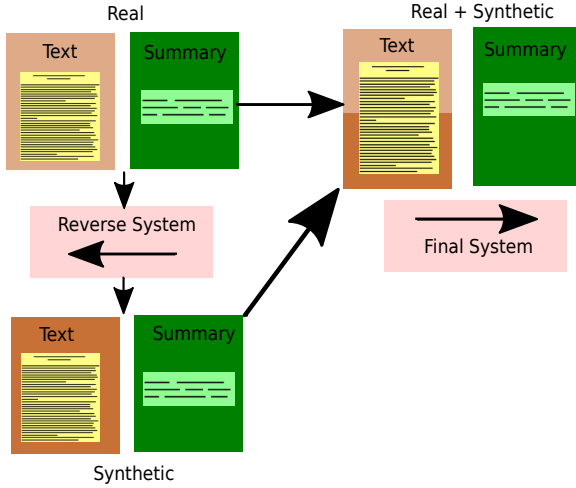 Real
Real + Synthetic
Text
Summary
Text
Summary
Reverse System
Final System
Text
Summary
Synthetic